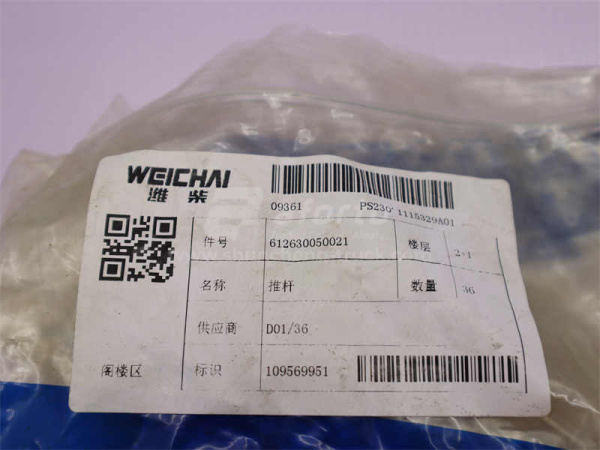 WEICHAI
潍 柴
09361 PS230' 1115329A01
件号 612630050021 楼层 2-1
名称 推杆 数量 36
供应商 D01/36
阁楼区 标识 109569951